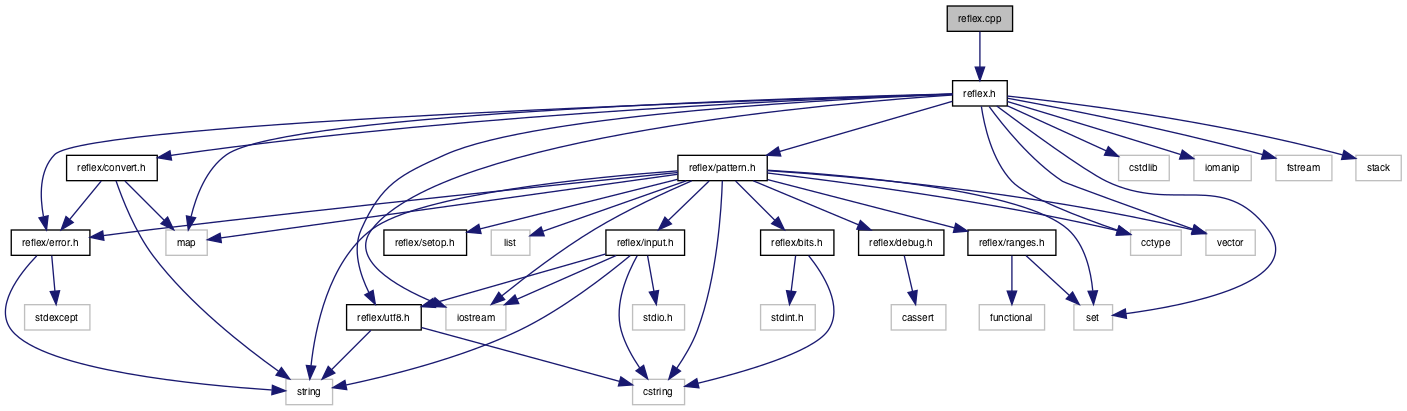 reflex.cpp
reflex.h
reflex/convert.h
reflex/pattern.h
cstdlib
iomanip
fstream
stack
reflex/error.h
map
reflex/setop.h
list
reflex/input.h
reflex/bits.h
reflex/debug.h
reflex/ranges.h
cctype
vector
stdexcept
reflex/utf8.h
iostream
stdio.h
stdint.h
cassert
functional
set
string
cstring